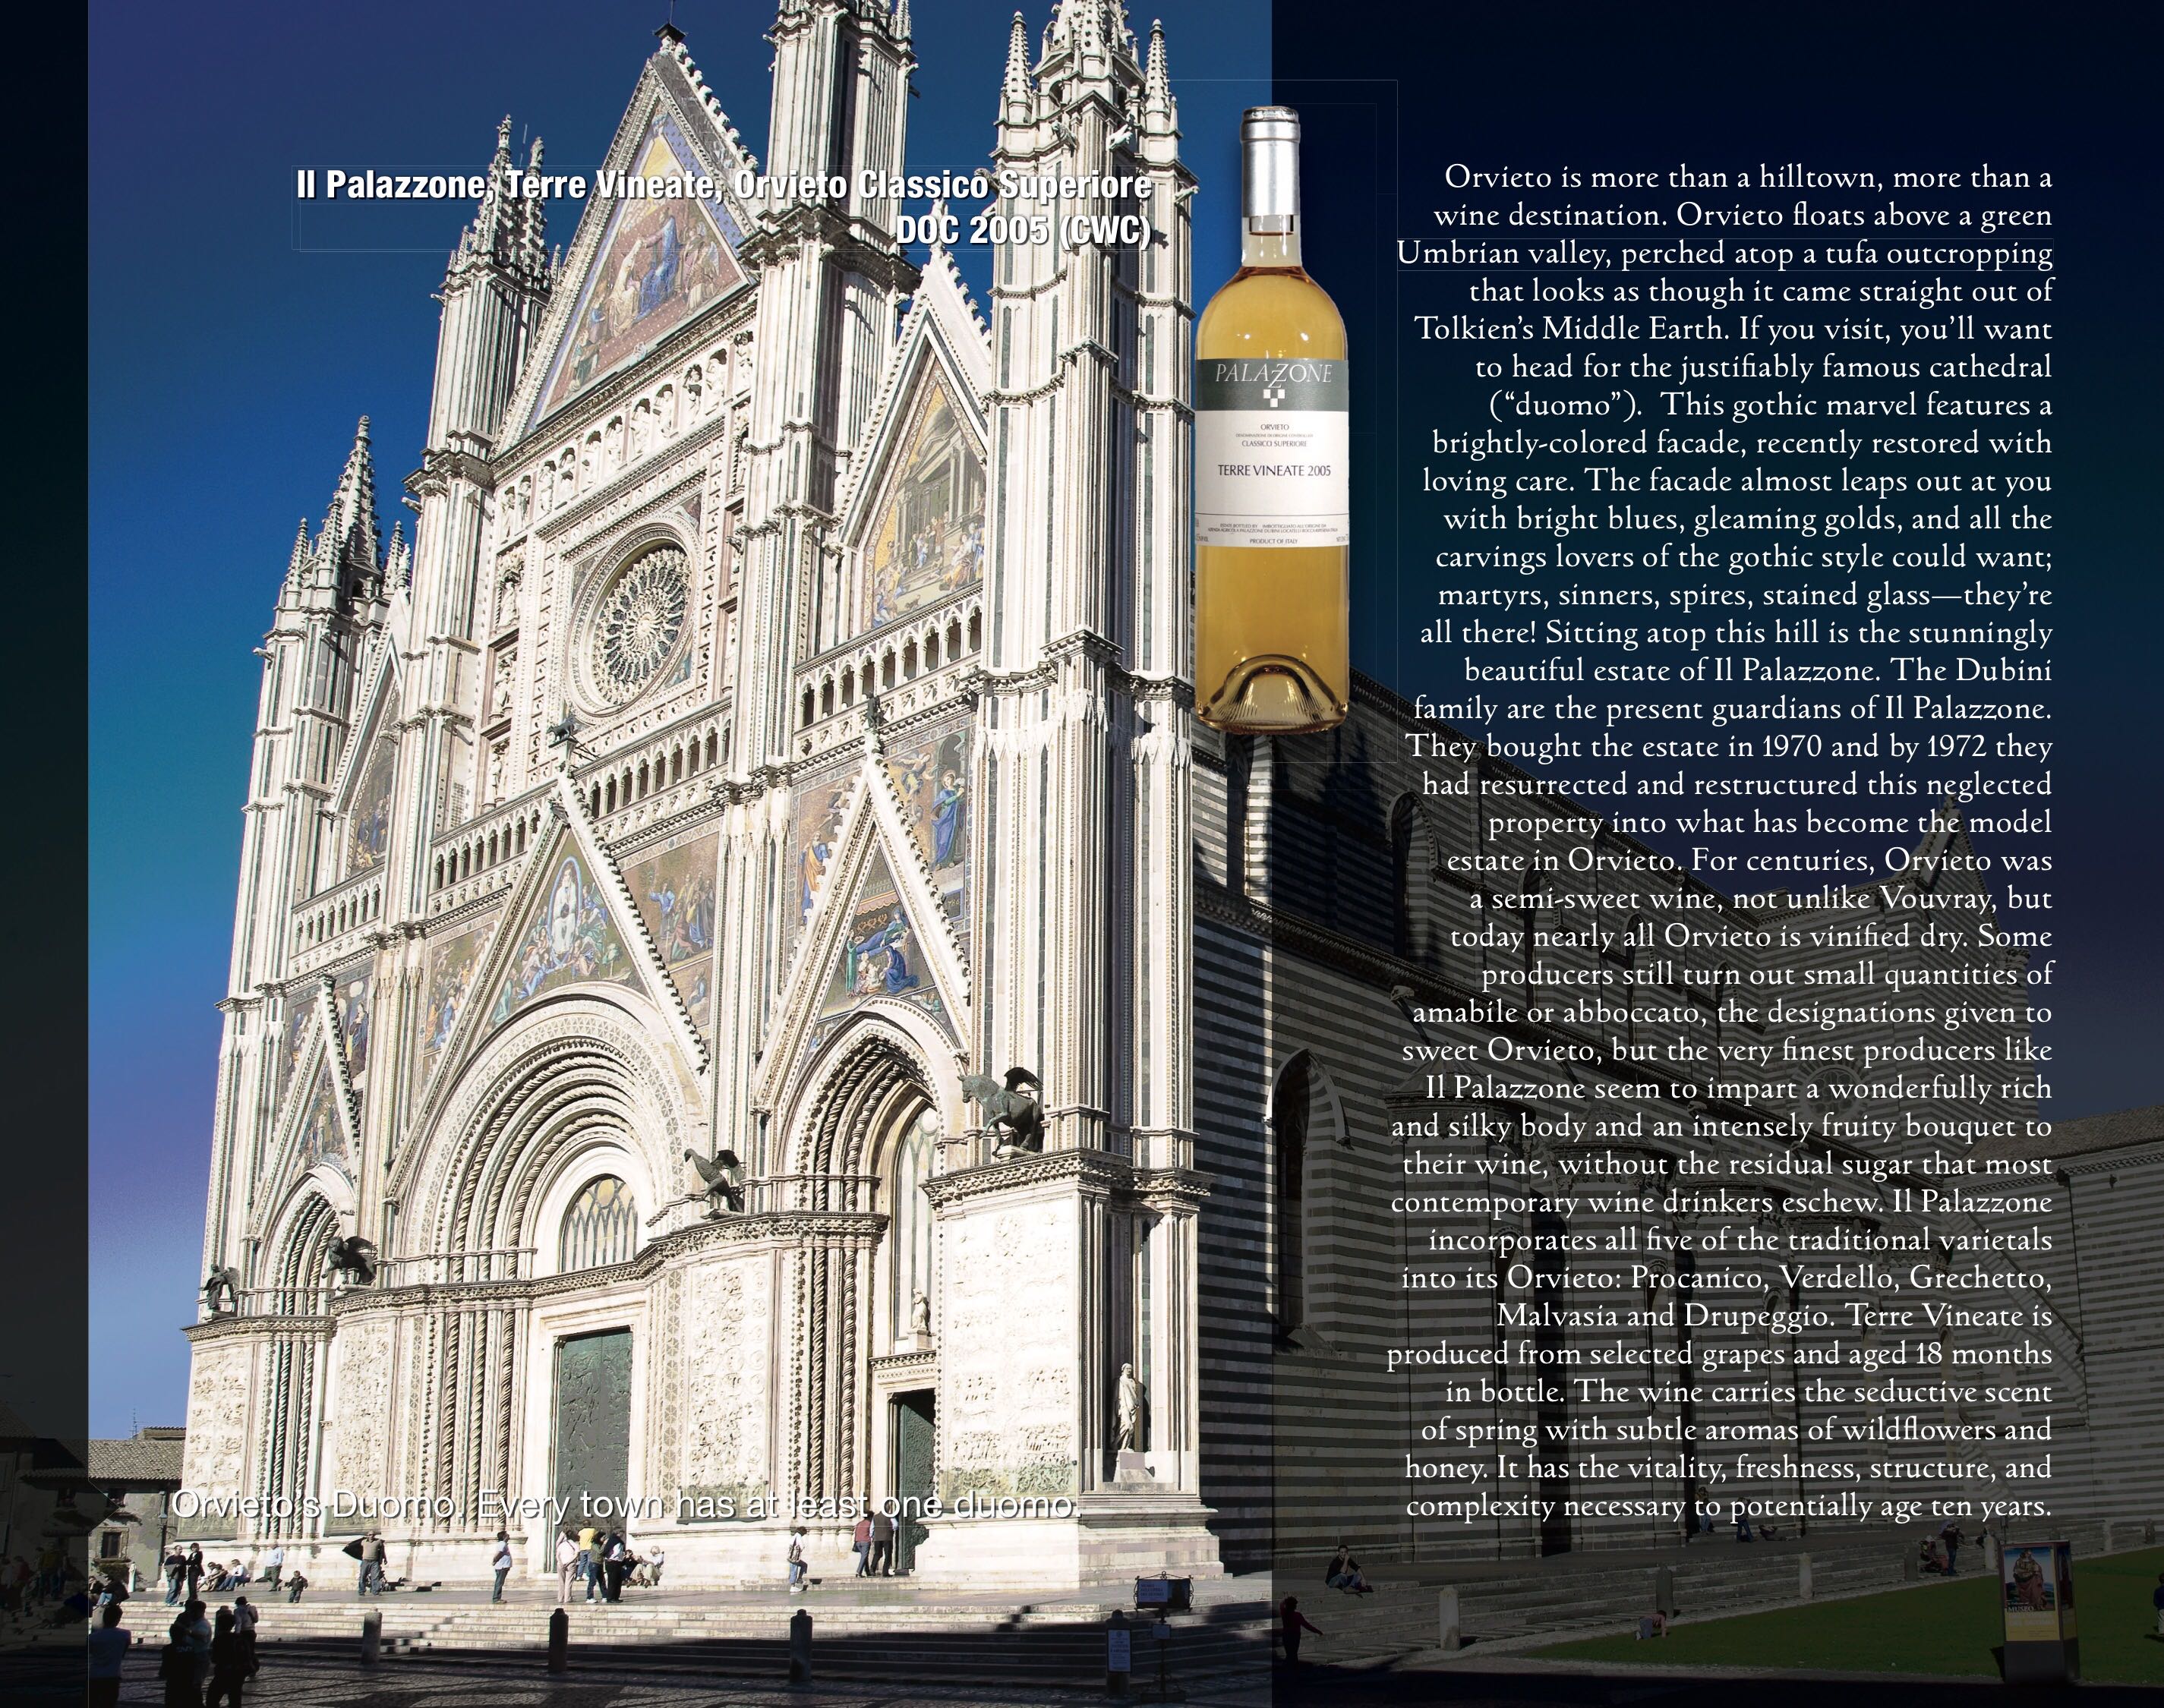 Il Palazzone, Terre Vineate, Orvieto Classico Superiore
DOC 2005 (CWC)
PALAZZONE
ORVIETO
CLASSICO SUPERIORE
TERRE VINEATE 2005
PRODUCT OF ITALY
Orvieto is more than a hilltown, more than a
wine destination. Orvieto floats above a green
Umbrian valley, perched atop a tufa outcropping
that looks as though it came straight out of
Tolkien’s Middle Earth. If you visit, you’ll want
to head for the justifiably famous cathedral
(“duomo”).  This gothic marvel features a
brightly-colored facade, recently restored with
loving care. The facade almost leaps out at you
with bright blues, gleaming golds, and all the
carvings lovers of the gothic style could want;
martyrs, sinners, spires, stained glass—they’re
all there! Sitting atop this hill is the stunningly
beautiful estate of Il Palazzone. The Dubini
family are the present guardians of Il Palazzone.
They bought the estate in 1970 and by 1972 they
had resurrected and restructured this neglected
property into what has become the model
estate in Orvieto. For centuries, Orvieto was
a semi-sweet wine, not unlike Vouvray, but
today nearly all Orvieto is vinified dry. Some
producers still turn out small quantities of
amabile or abboccato, the designations given to
sweet Orvieto, but the very finest producers like
Il Palazzone seem to impart a wonderfully rich
and silky body and an intensely fruity bouquet to
their wine, without the residual sugar that most
contemporary wine drinkers eschew. Il Palazzone
incorporates all five of the traditional varietals
into its Orvieto: Procanico, Verdello, Grechetto,
Malvasia and Drupeggio. Terre Vineate is
produced from selected grapes and aged 18 months
in bottle. The wine carries the seductive scent
of spring with subtle aromas of wildflowers and
honey. It has the vitality, freshness, structure, and
complexity necessary to potentially age ten years.
Orvieto’s Duomo. Every town has at least one duomo.